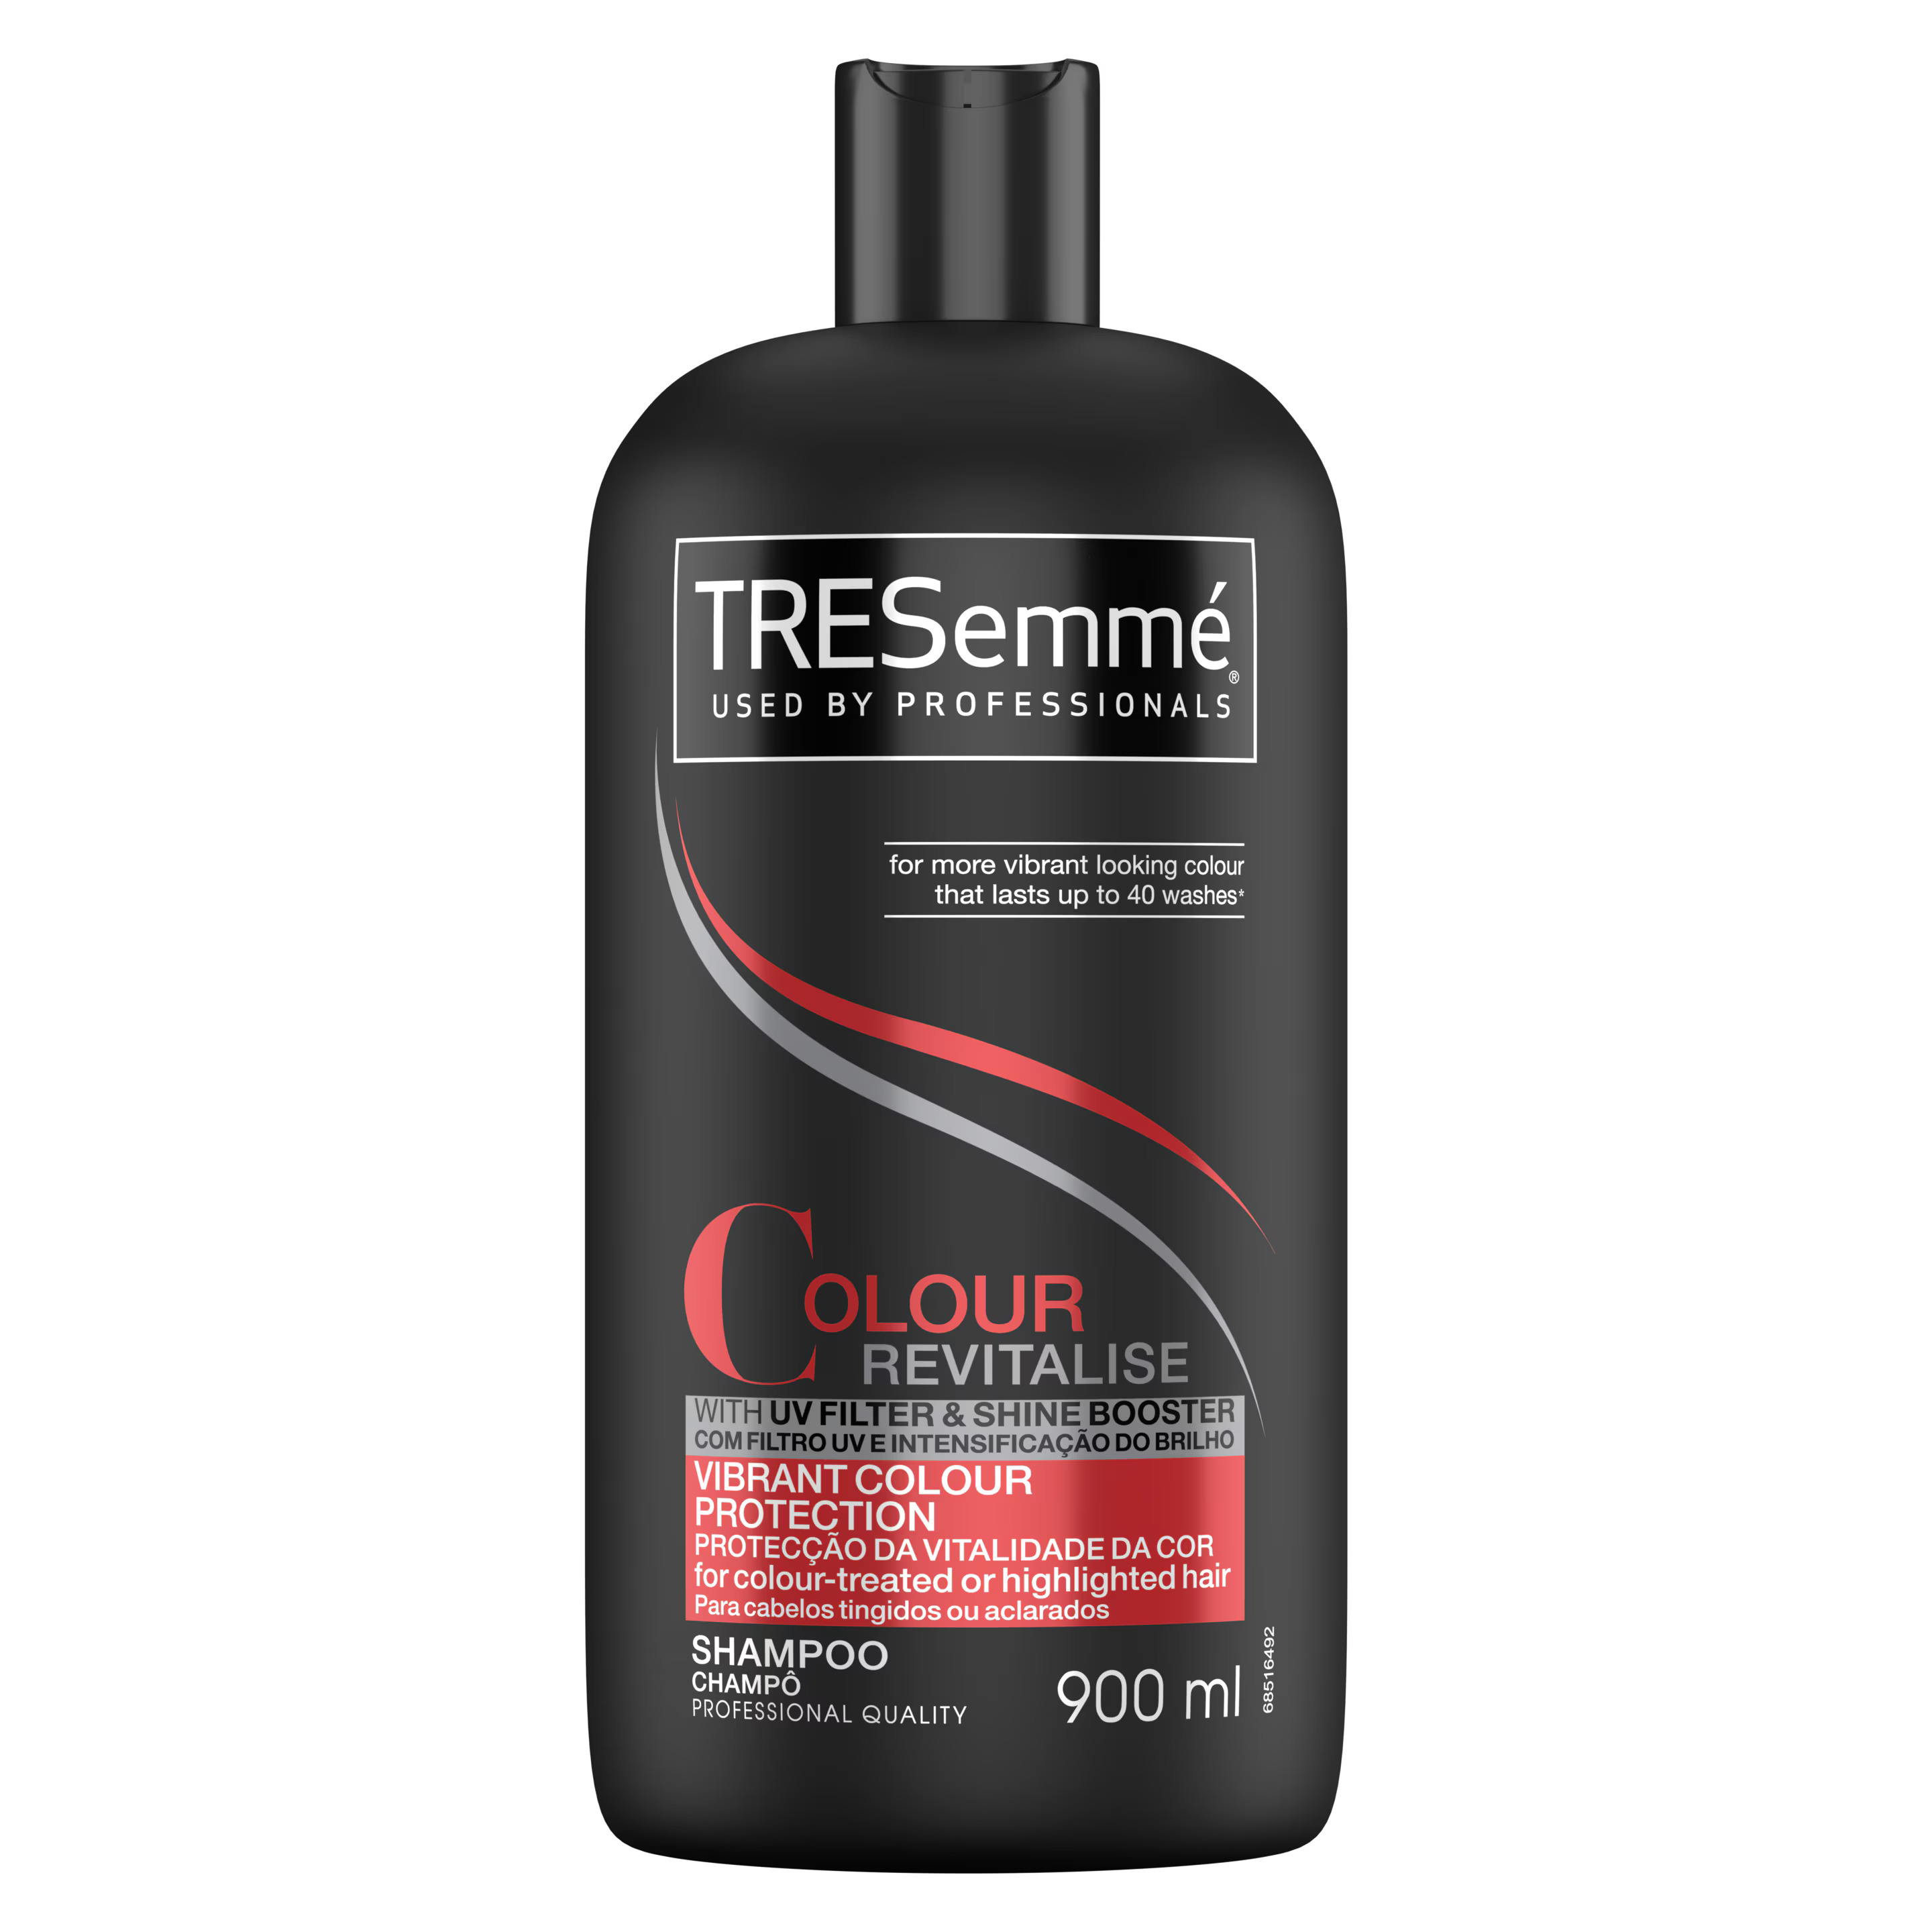 TRESemmé®
USED BY PROFESSIONALS
for more vibrant looking colour
that lasts up to 40 washes*
COLOUR
REVITALISE
WITH UV FILTER & SHINE BOOSTER
COM FILTRO UV E INTENSIFICAÇÃO DO BRILHO
VIBRANT COLOUR
PROTECTION
PROTECÇÃO DA VITALIDADE DA COR
for colour-treated or highlighted hair
Para cabelos tingidos ou aclarados
SHAMPOO
CHAMPÔ
PROFESSIONAL QUALITY
900 ml
68516492